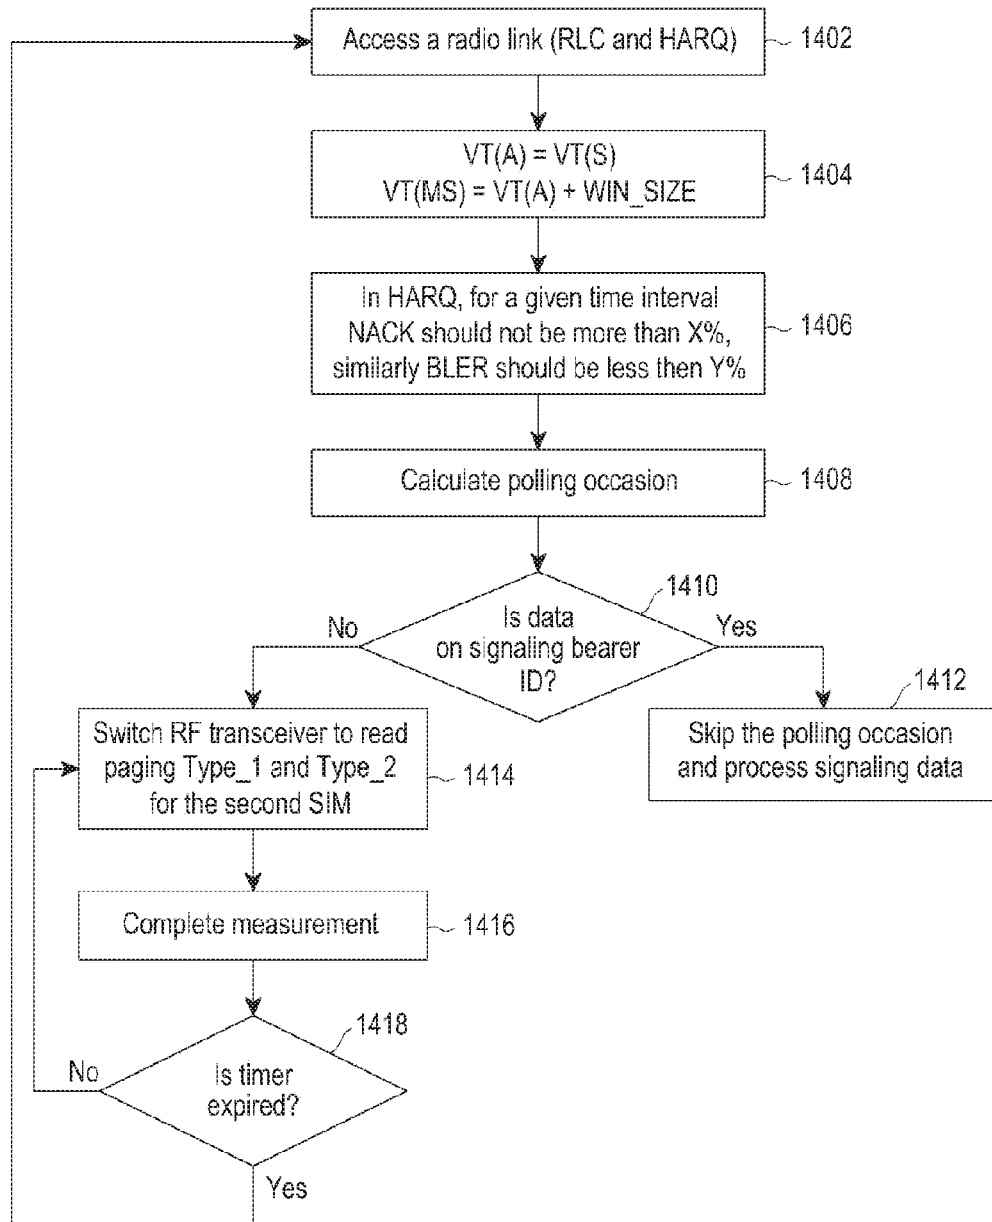 Access a radio link (RLC and HARQ)
1402
VT(A) = VT(S)
VT(MS) = VT(A) + WIN_SIZE
1404
In HARQ, for a given time interval
NACK should not be more than X%,
similarly BLER should be less then Y%
1406
Calculate polling occasion
1408
1410
Is data
on signaling bearer
ID?
No
Yes
1412
Skip the polling occasion
and process signaling data
Switch RF transceiver to read
paging Type_1 and Type_2
for the second SIM
1414
Complete measurement
1416
1418
Is timer
expired?
No
Yes